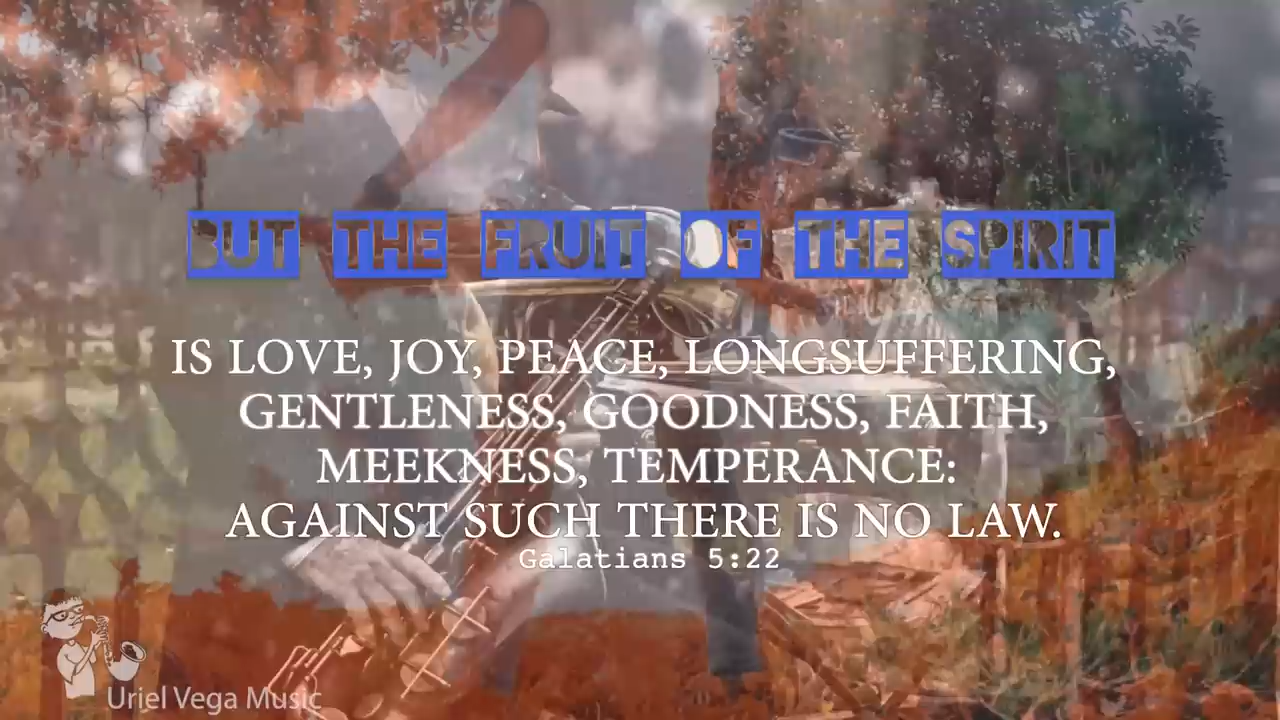 BUT THE FRUIT OF THE SPIRIT
IS LOVE, JOY, PEACE, LONGSUFFERING,
GENTLENESS, GOODNESS, FAITH,
MEEKNESS, TEMPERANCE:
AGAINST SUCH THERE IS NO LAW.
Galatians 5:22
Uriel Vega Music